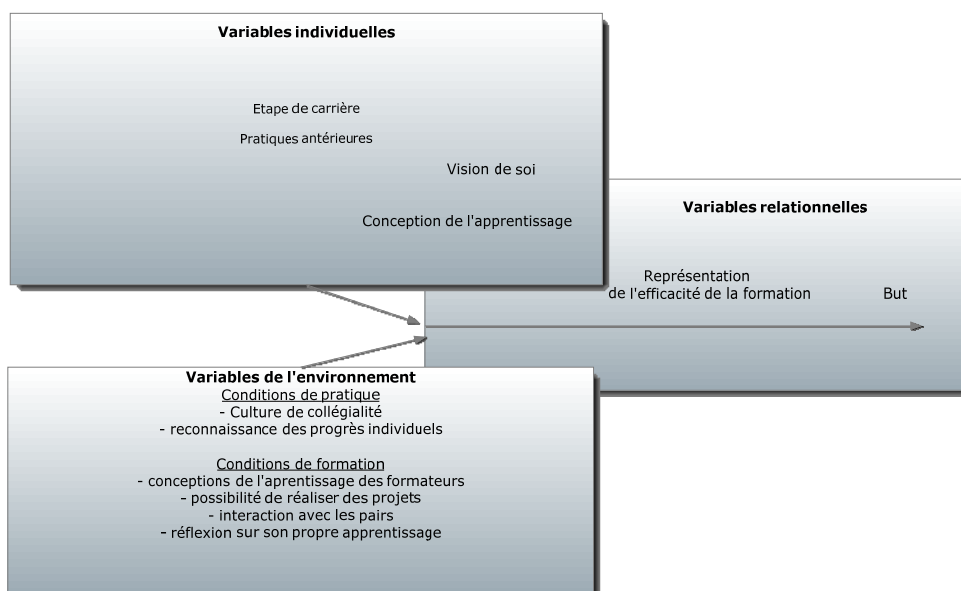 Variables individuelles
Etape de carrière
Pratiques antérieures
Vision de soi
Conception de l'apprentissage
Variables relationnelles
Représentation
de l'efficacité de la formation
But
Variables de l'environnement
Conditions de pratique
- Culture de collégialité
- reconnaissance des progrès individuels
Conditions de formation
- conceptions de l'aprentissage des formateurs
- possibilité de réaliser des projets
- interaction avec les pairs
- réflexion sur son propre apprentissage